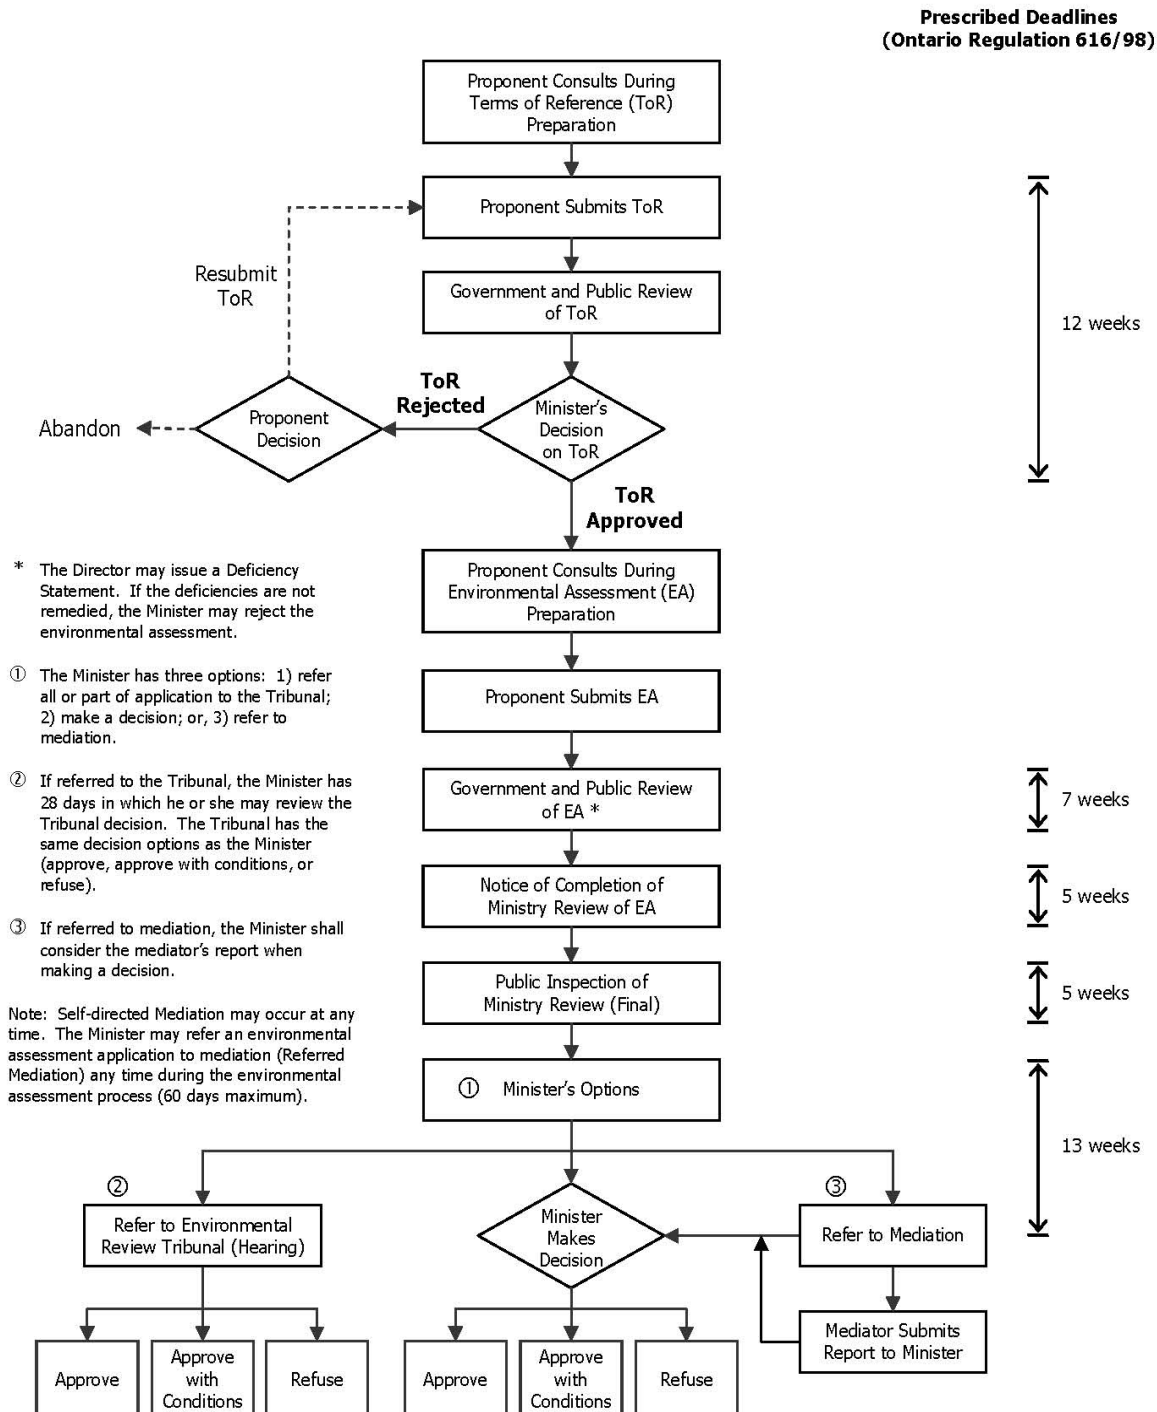 Prescribed Deadlines
(Ontario Regulation 616/98)
Proponent Consults During
Terms of Reference (ToR)
Preparation
Proponent Submits ToR
Resubmit
ToR
Government and Public Review
of ToR
12 weeks
ToR
Rejected
Minister's
Decision
on ToR
Proponent
Decision
Abandon
ToR
Approved
* The Director may issue a Deficiency
Statement. If the deficiencies are not
remedied, the Minister may reject the
environmental assessment.
① The Minister has three options: 1) refer
all or part of application to the Tribunal;
2) make a decision; or, 3) refer to
mediation.
② If referred to the Tribunal, the Minister has
28 days in which he or she may review the
Tribunal decision. The Tribunal has the
same decision options as the Minister
(approve, approve with conditions, or
refuse).
③ If referred to mediation, the Minister shall
consider the mediator's report when
making a decision.
Note: Self-directed Mediation may occur at any
time. The Minister may refer an environmental
assessment application to mediation (Referred
Mediation) any time during the environmental
assessment process (60 days maximum).
Proponent Consults During
Environmental Assessment (EA)
Preparation
Proponent Submits EA
Government and Public Review
of EA *
7 weeks
Notice of Completion of
Ministry Review of EA
5 weeks
Public Inspection of
Ministry Review (Final)
5 weeks
① Minister's Options
13 weeks
②
Refer to Environmental
Review Tribunal (Hearing)
Minister
Makes
Decision
③
Refer to Mediation
Mediator Submits
Report to Minister
Approve
Approve
with
Conditions
Refuse
Approve
Approve
with
Conditions
Refuse